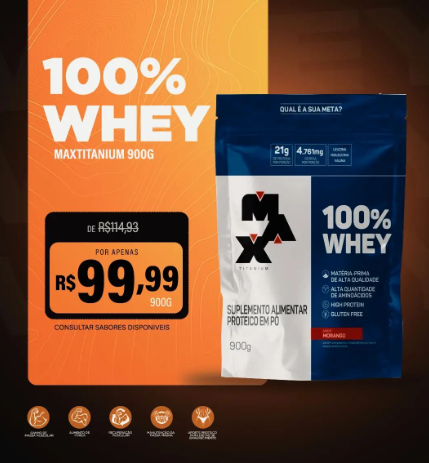 100%
WHEY
MAXTITANIUM 900G
DE R$114,93
POR APENAS
R$99,99
900G
CONSULTAR SABORES DISPONIVEIS
QUAL É A SUA META?
21g
4.761mg
MAX
TITANIUM
100%
WHEY
MATÉRIA-PRIMA
DE ALTA QUALIDADE
ALTA QUANTIDADE
DE AMINOÁCIDOS
HIGH PROTEIN
GLUTEN FREE
SUPLEMENTO ALIMENTAR
PROTEICO EM PÓ
MORANGO
900g